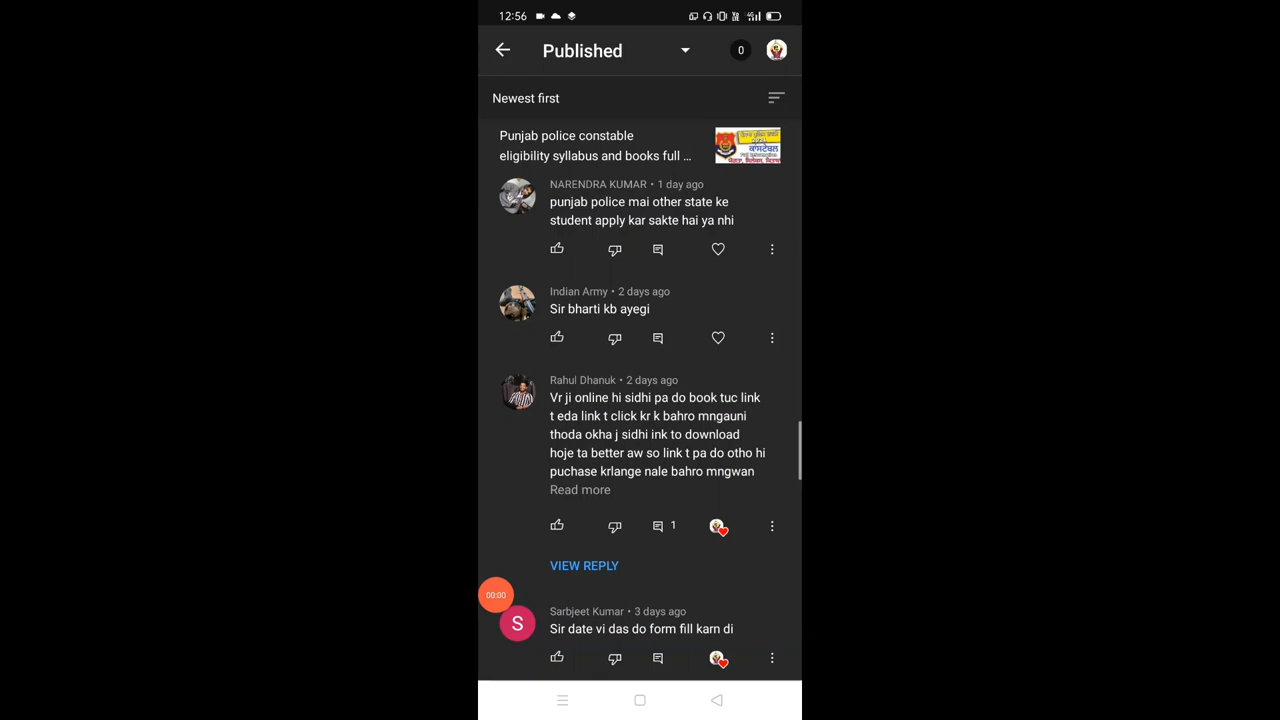 12:56
Published
0
Newest first
Punjab police constable
eligibility syllabus and books full ...
ਕਾਂਸਟੇਬਲ
NARENDRA KUMAR • 1 day ago
punjab police mai other state ke
student apply kar sakte hai ya nhi
Indian Army • 2 days ago
Sir bharti kb ayegi
Rahul Dhanuk • 2 days ago
Vr ji online hi sidhi pa do book tuc link
t eda link t click kr k bahro mngauni
thoda okha j sidhi ink to download
hoje ta better aw so link t pa do otho hi
puchase krlange nale bahro mngwan
Read more
1
VIEW REPLY
00:00
S
Sarbjeet Kumar • 3 days ago
Sir date vi das do form fill karn di